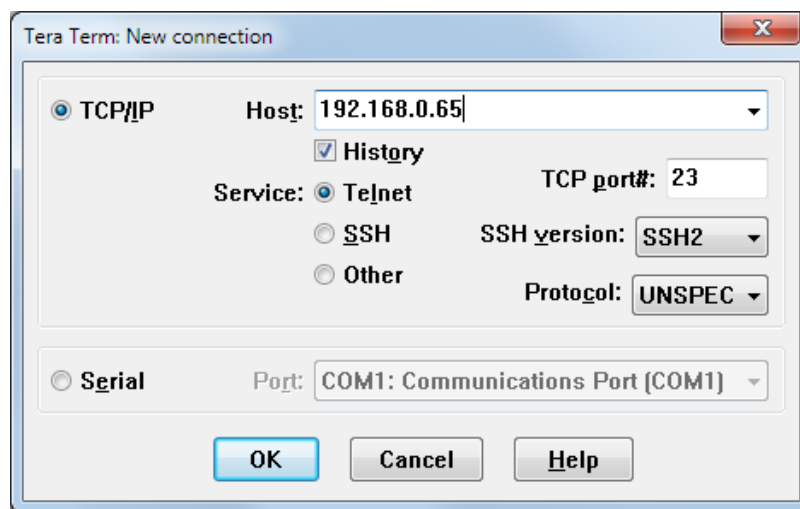 Tera Term: New connection
TCP/IP Host: 192.168.0.65
History
Service: Telnet TCP port#: 23
SSH SSH version: SSH2
Other Protocol: UNSPEC
Serial Port: COM1: Communications Port (COM1)
OK Cancel Help